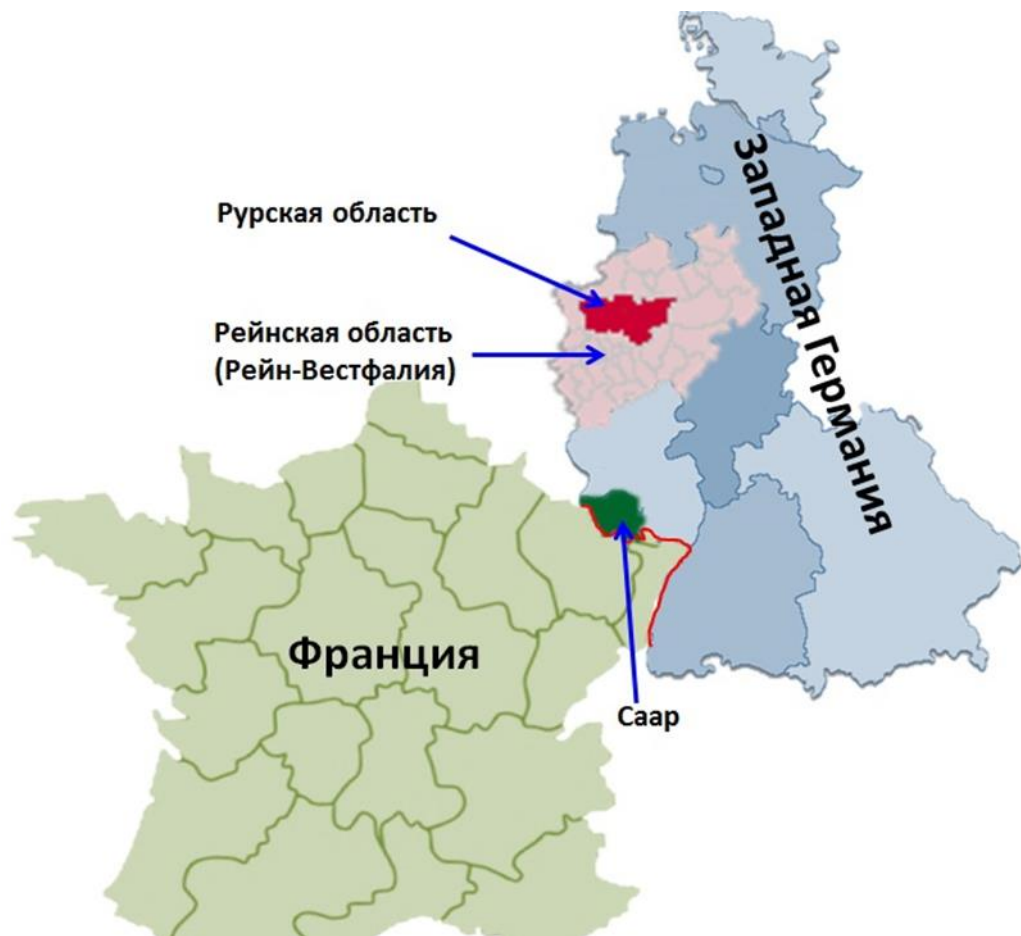 Западная Германия
Рурская область
Рейнская область
(Рейн-Вестфалия)
Франция
Саар